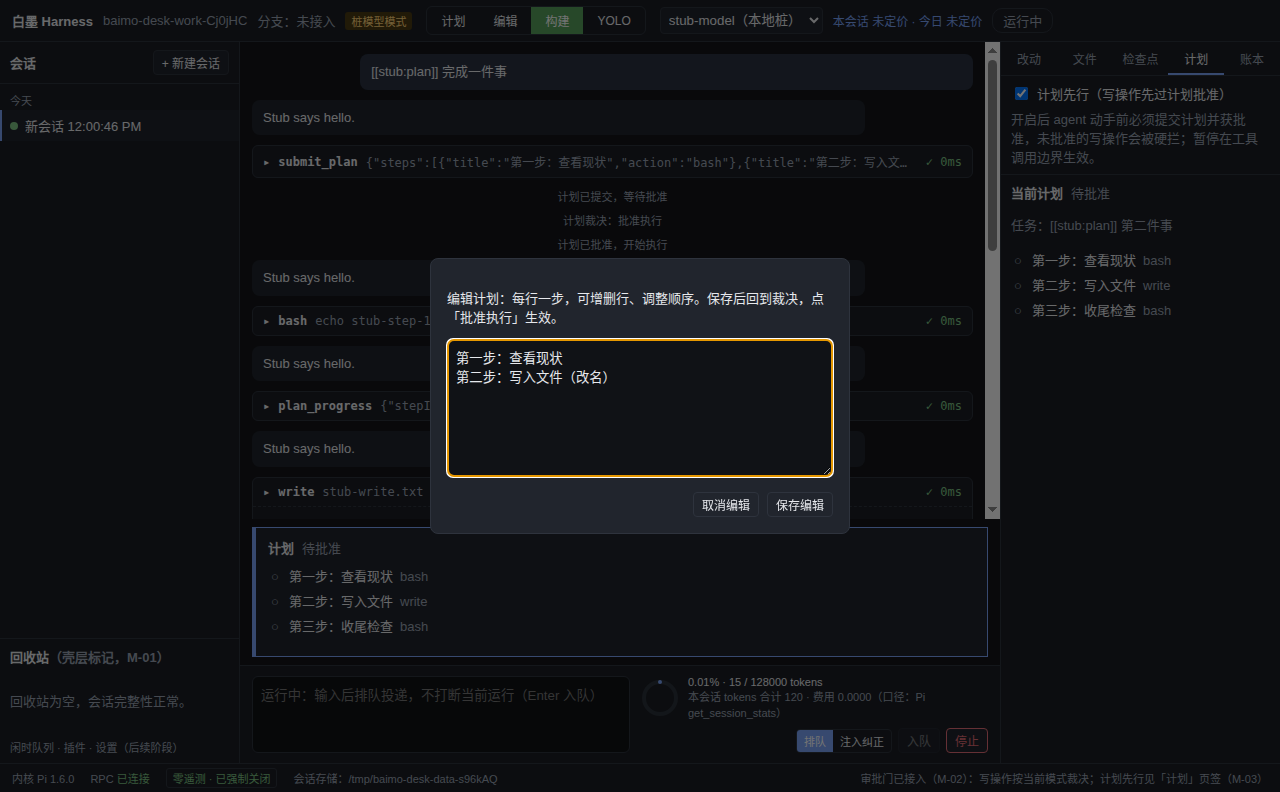 白墨 Harness baimo-desk-work-Cj0jHC 分支：未接入 桩模型模式 计划 编辑 构建 YOLO stub-model（本地桩） 本会话 未定价 · 今日 未定价 运行中
会话 + 新建会话
今天
新会话 12:00:46 PM
回收站（壳层标记，M-01）
回收站为空，会话完整性正常。
闲时队列 · 插件 · 设置（后续阶段）
[[stub:plan]] 完成一件事
Stub says hello.
▸ submit_plan {"steps":[{"title":"第一步：查看现状","action":"bash"},{"title":"第二步：写入文… ✓ 0ms
计划已提交，等待批准
计划裁决：批准执行
计划已批准，开始执行
Stub says hello.
▸ bash echo stub-step-1 ✓ 0ms
Stub says hello.
▸ plan_progress {"stepI ✓ 0ms
Stub says hello.
▸ write stub-write.txt ✓ 0ms
编辑计划：每行一步，可增删行、调整顺序。保存后回到裁决，点
「批准执行」生效。
第一步：查看现状
第二步：写入文件（改名）
取消编辑 保存编辑
计划 待批准
○ 第一步：查看现状 bash
○ 第二步：写入文件 write
○ 第三步：收尾检查 bash
运行中：输入后排队投递，不打断当前运行（Enter 入队）
0.01% · 15 / 128000 tokens
本会话 tokens 合计 120 · 费用 0.0000（口径：Pi
get_session_stats）
排队 注入纠正 入队 停止
改动 文件 检查点 计划 账本
计划先行（写操作先过计划批准）
开启后 agent 动手前必须提交计划并获批
准，未批准的写操作会被硬拦；暂停在工具
调用边界生效。
当前计划 待批准
任务：[[stub:plan]] 第二件事
○ 第一步：查看现状 bash
○ 第二步：写入文件 write
○ 第三步：收尾检查 bash
内核 Pi 1.6.0 RPC 已连接 零遥测 · 已强制关闭 会话存储：/tmp/baimo-desk-data-s96kAQ 审批门已接入（M-02）：写操作按当前模式裁决；计划先行见「计划」页签（M-03）